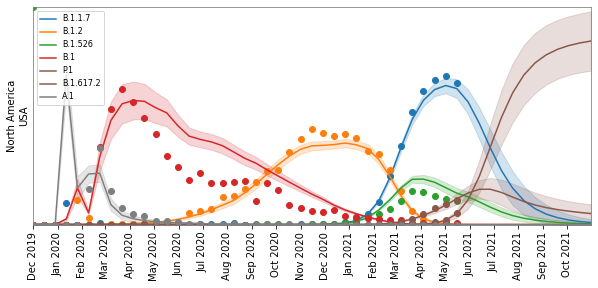 B.1.1.7
B.1.2
B.1.526
B.1
P.1
B.1.617.2
A.1
North America
USA
Dec 2019
Jan 2020
Feb 2020
Mar 2020
Apr 2020
May 2020
Jun 2020
Jul 2020
Aug 2020
Sep 2020
Oct 2020
Nov 2020
Dec 2020
Jan 2021
Feb 2021
Mar 2021
Apr 2021
May 2021
Jun 2021
Jul 2021
Aug 2021
Sep 2021
Oct 2021